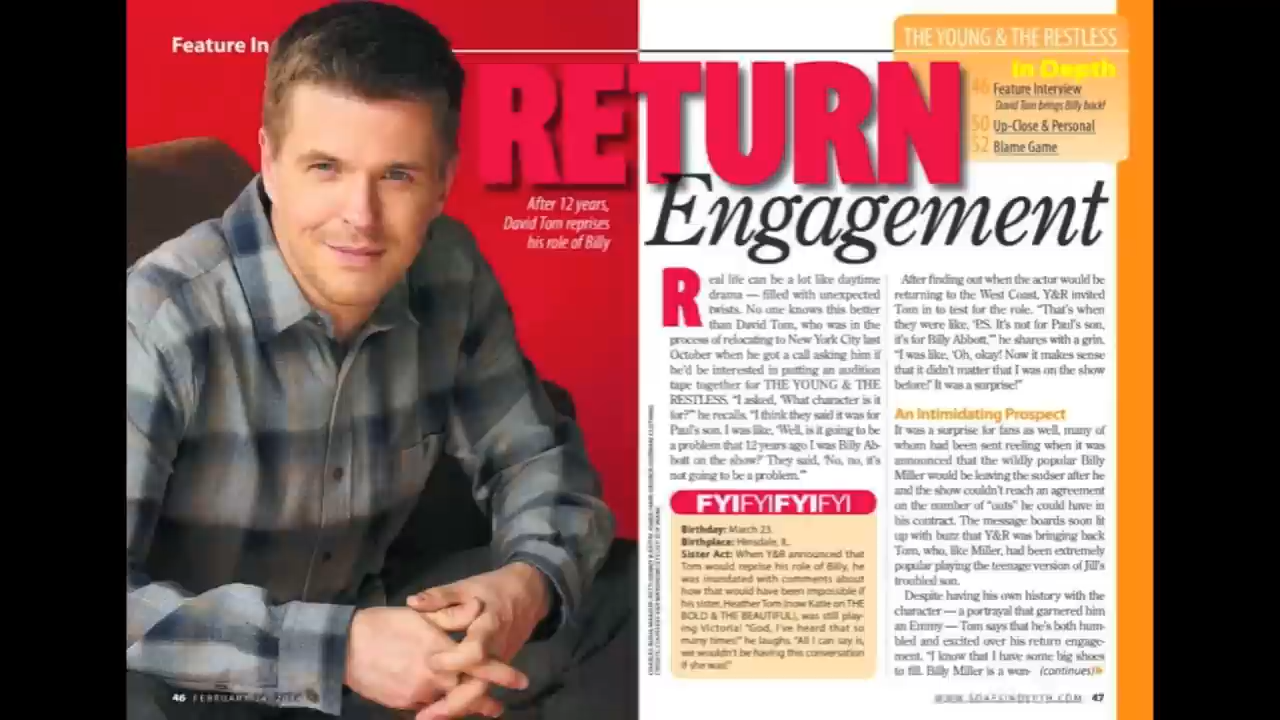 Feature In
RETURN
Engagement
After 12 years,
David Tom reprises
his role of Billy
THE YOUNG & THE RESTLESS
In Depth
46 Feature Interview
David Tom brings Billy back!
50 Up-Close & Personal
52 Blame Game
Real life can be a lot like daytime
drama — filled with unexpected
twists. No one knows this better
than David Tom, who was in the
process of relocating to New York City last
October when he got a call asking him if
he'd be interested in putting an audition
tape together for THE YOUNG & THE
RESTLESS. "I asked, 'What character is it
for?'" he recalls. "I think they said it was for
Paul's son. I was like, 'Well, is it going to be
a problem that 12 years ago I was Billy Ab-
bott on the show?' They said, 'No, no, it's
not going to be a problem.'"
FYIFYIFYIFYI
Birthday: March 23.
Birthplace: Hinsdale, IL.
Sister Act: When Y&R announced that
Tom would reprise his role of Billy, he
was inundated with comments about
how that would have been impossible if
his sister, Heather Tom (now Katie on THE
BOLD & THE BEAUTIFUL), was still play-
ing Victoria! "God, I've heard that so
many times!" he laughs. "All I can say is,
we wouldn't be having this conversation
if she was!"
After finding out when the actor would be
returning to the West Coast, Y&R invited
Tom in to test for the role. "That's when
they were like, 'P.S. It's not for Paul's son,
it's for Billy Abbott,'" he shares with a grin.
"I was like, 'Oh, okay! Now it makes sense
that it didn't matter that I was on the show
before!' It was a surprise!"
An Intimidating Prospect
It was a surprise for fans as well, many of
whom had been sent reeling when it was
announced that the wildly popular Billy
Miller would be leaving the sudser after he
and the show couldn't reach an agreement
on the number of "outs" he could have in
his contract. The message boards soon lit
up with buzz that Y&R was bringing back
Tom, who, like Miller, had been extremely
popular playing the teenage version of Jill's
troubled son.
Despite having his own history with the
character — a portrayal that garnered him
an Emmy — Tom says that he's both hum-
bled and excited over his return engage-
ment. "I know that I have some big shoes
to fill. Billy Miller is a won- (continues)
46 FEBRUARY
WWW.SOAPSINDEPTH.COM 47